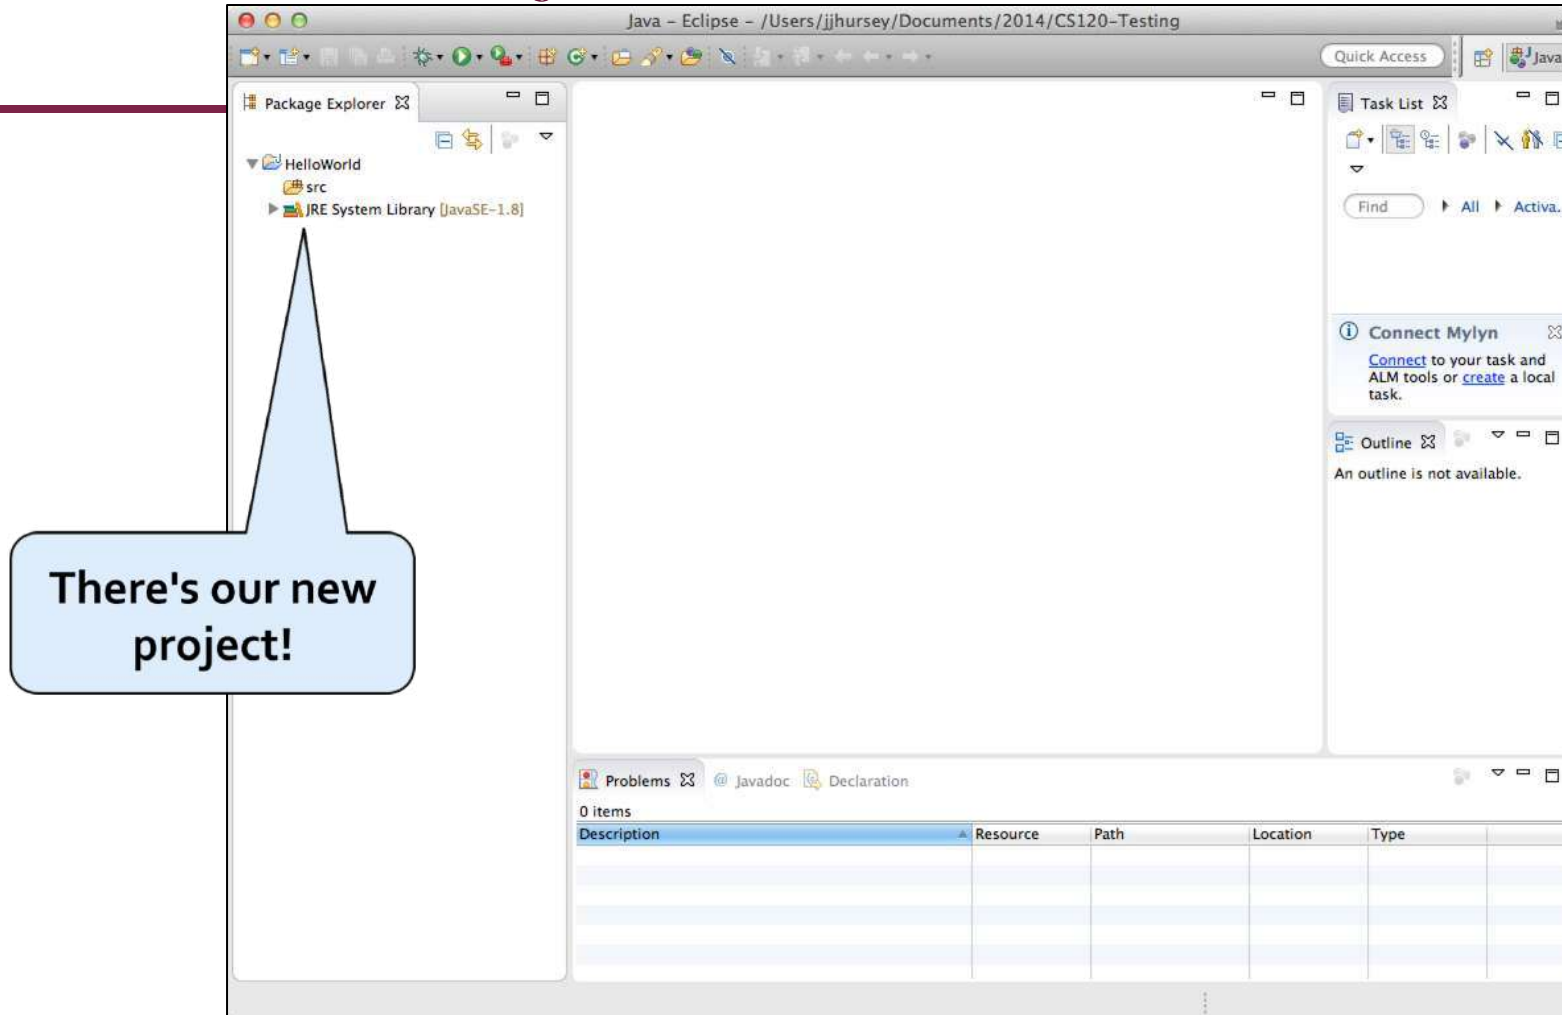 Java – Eclipse – /Users/jjhursey/Documents/2014/CS120-Testing
Quick Access
Java
Package Explorer
HelloWorld
src
JRE System Library [JavaSE-1.8]
There's our new
project!
Task List
Find
All
Activa..
Connect Mylyn
Connect to your task and
ALM tools or create a local
task.
Outline
An outline is not available.
Problems
@ Javadoc
Declaration
0 items
Description
Resource
Path
Location
Type